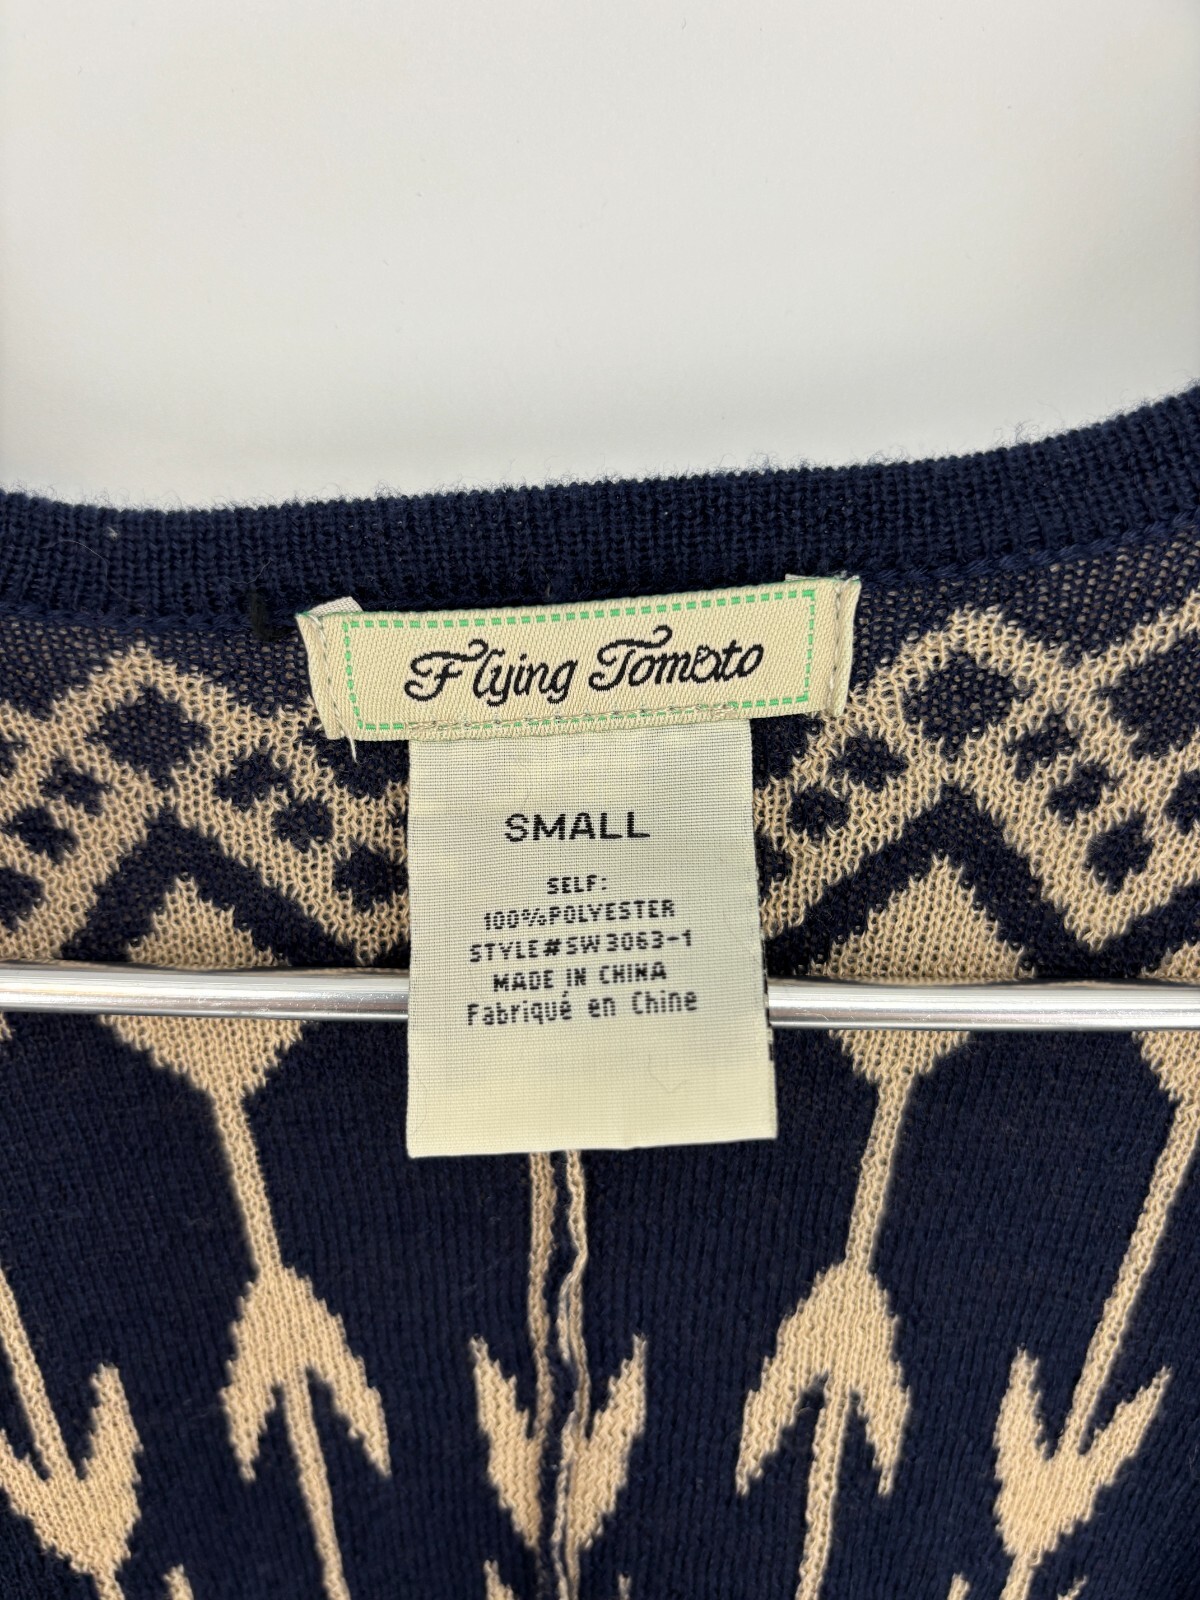 Flying Tomato
SMALL
SELF:
100%POLYESTER
STYLE#SW3063-1
MADE IN CHINA
Fabriqué en Chine